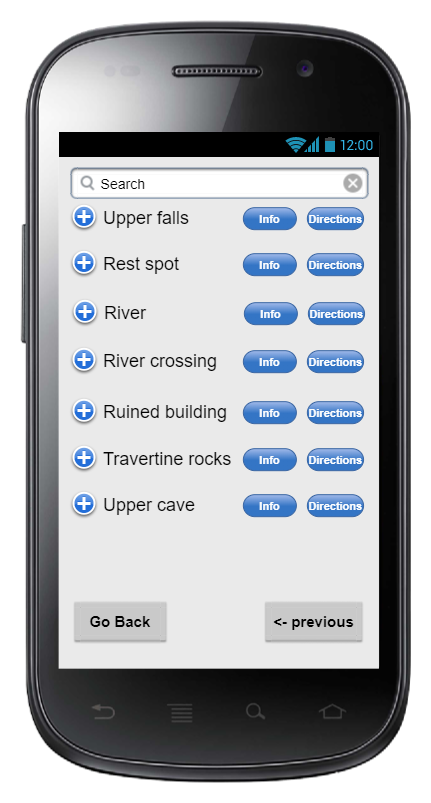 12:00
Search
Upper falls Info Directions
Rest spot Info Directions
River Info Directions
River crossing Info Directions
Ruined building Info Directions
Travertine rocks Info Directions
Upper cave Info Directions
Go Back <- previous